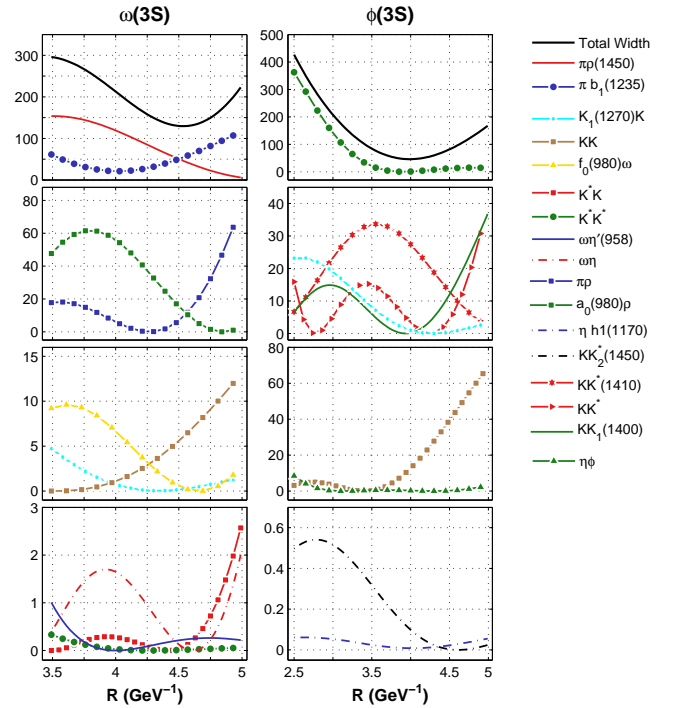 ω(3S)
φ(3S)
300
200
100
0
500
400
300
200
100
0
80
60
40
20
0
40
30
20
10
0
15
10
5
0
80
60
40
20
0
3
2
1
0
0.6
0.4
0.2
0
3.5 4 4.5 5
2.5 3 3.5 4 4.5 5
R (GeV⁻¹)
R (GeV⁻¹)
Total Width
πρ(1450)
π b₁(1235)
K₁(1270)K
KK
f₀(980)ω
K*K
K*K*
ωη′(958)
ωη
πρ
a₀(980)ρ
η h1(1170)
KK₂*(1450)
KK*(1410)
KK*
KK₁(1400)
ηφ